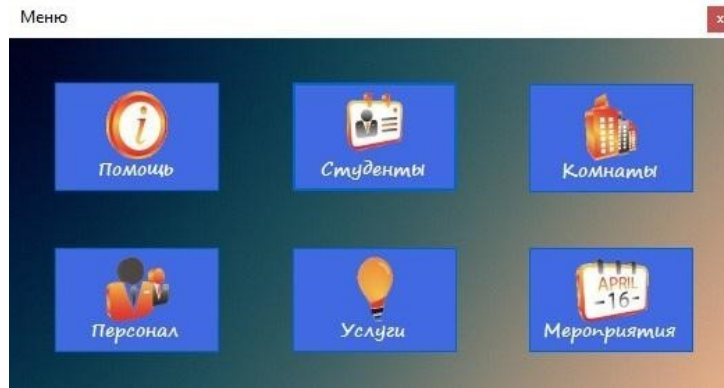 Меню
x
Помощь
Студенты
Комнаты
Персонал
Услуги
APRIL
-16-
Мероприятия